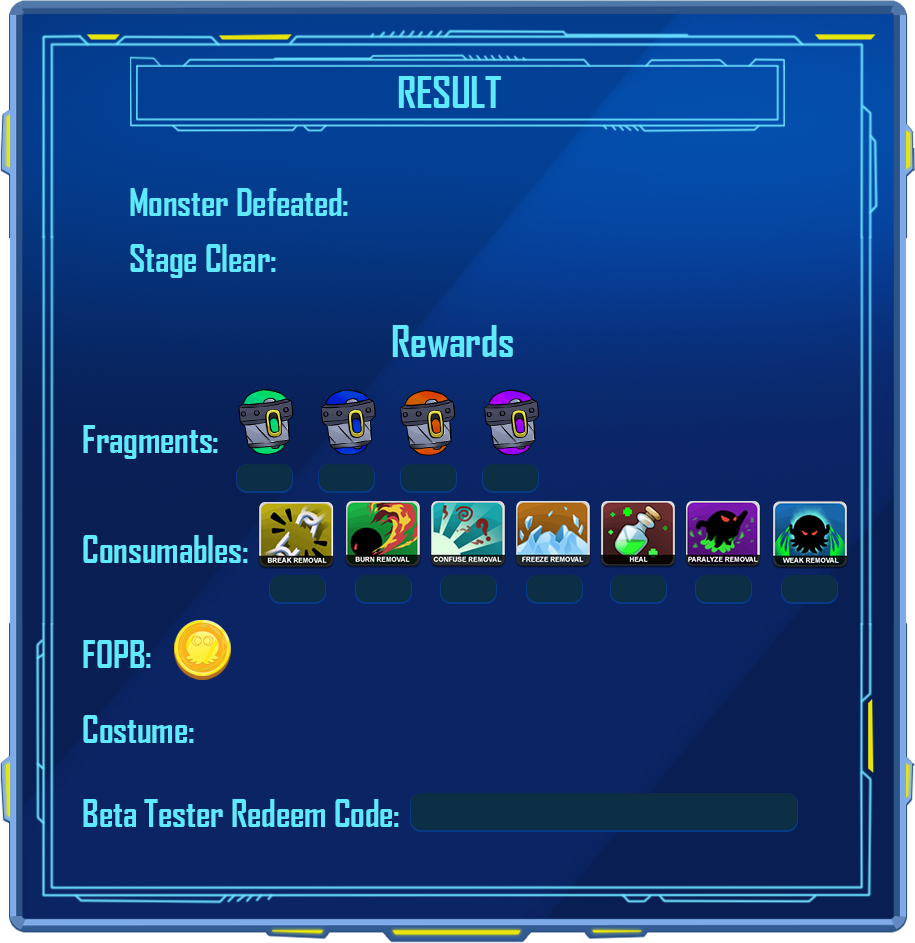 RESULT
Monster Defeated:
Stage Clear:
Rewards
Fragments:
Consumables:
BREAK REMOVAL
BURN REMOVAL
CONFUSE REMOVAL
FREEZE REMOVAL
HEAL
PARALYZE REMOVAL
WEAK REMOVAL
FOPB:
Costume:
Beta Tester Redeem Code: